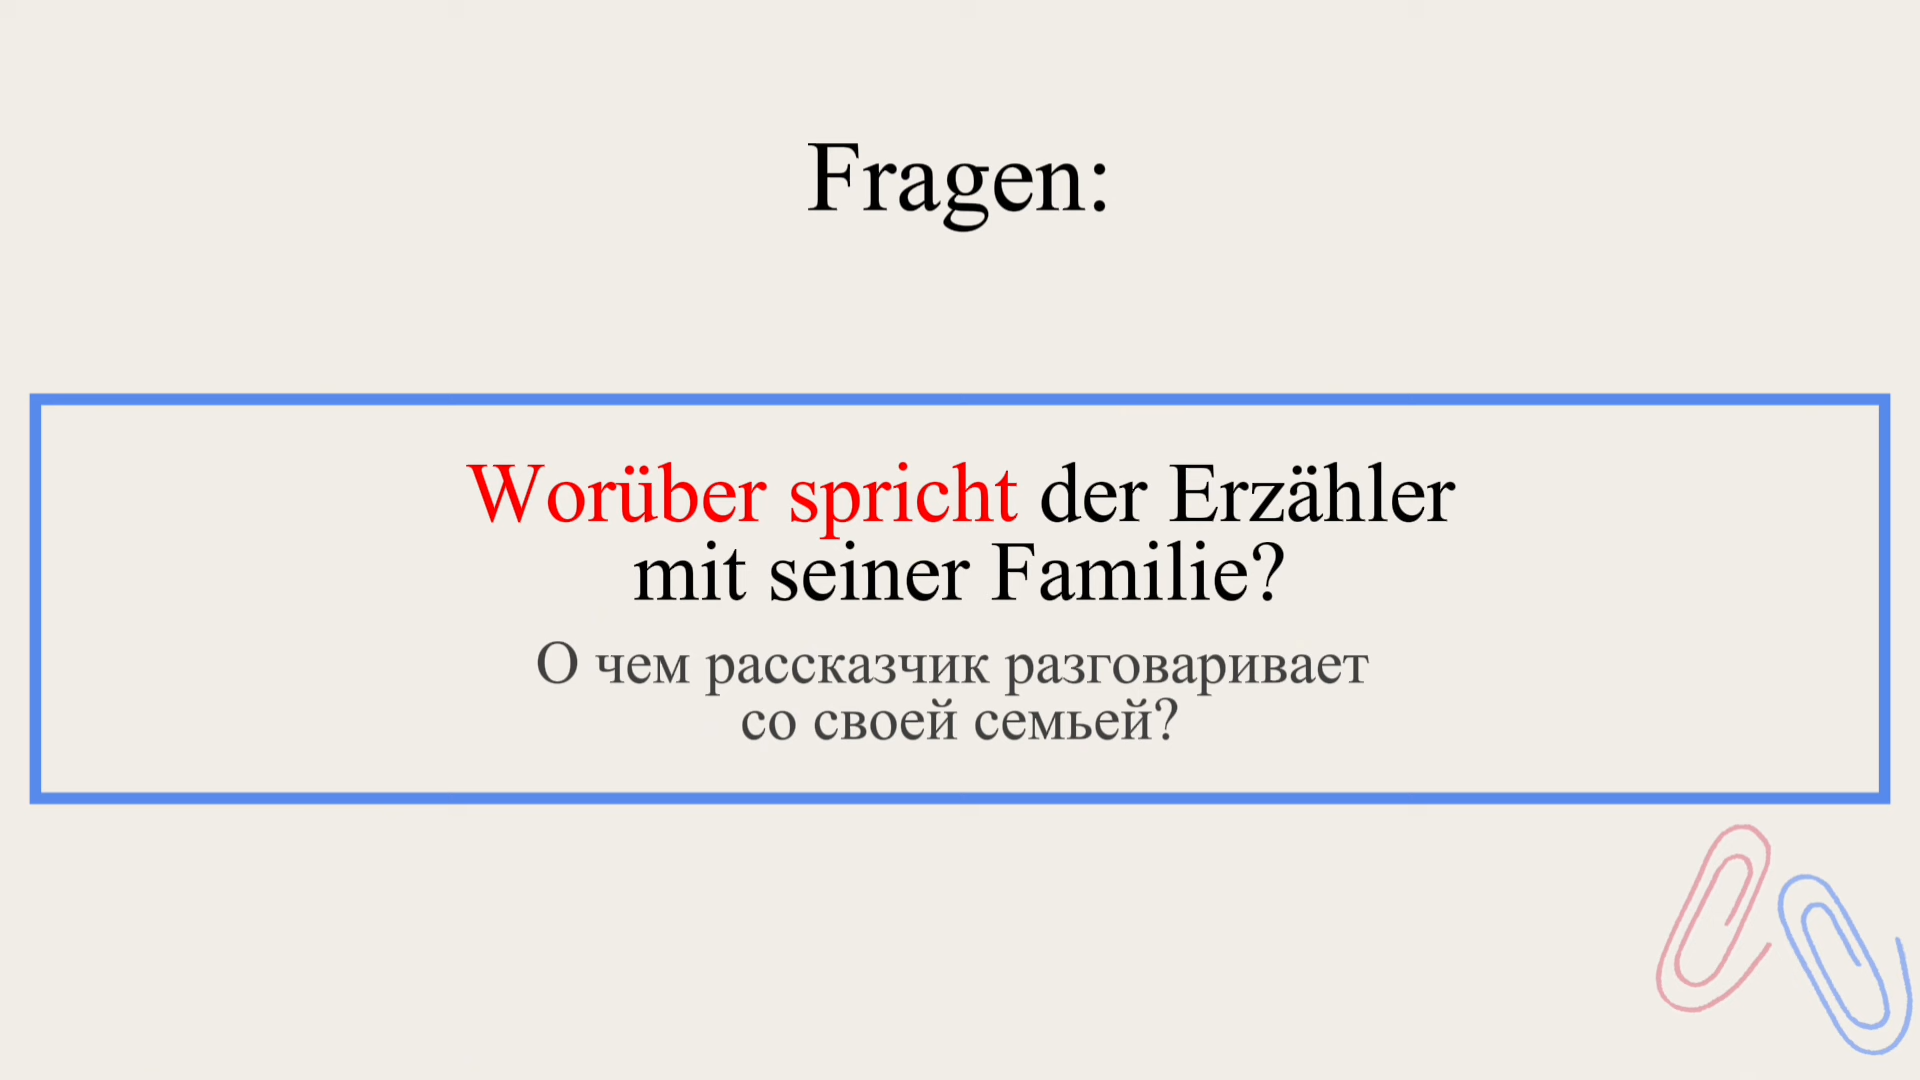 Fragen:
Worüber spricht der Erzähler
mit seiner Familie?
О чем рассказчик разговаривает
со своей семьей?